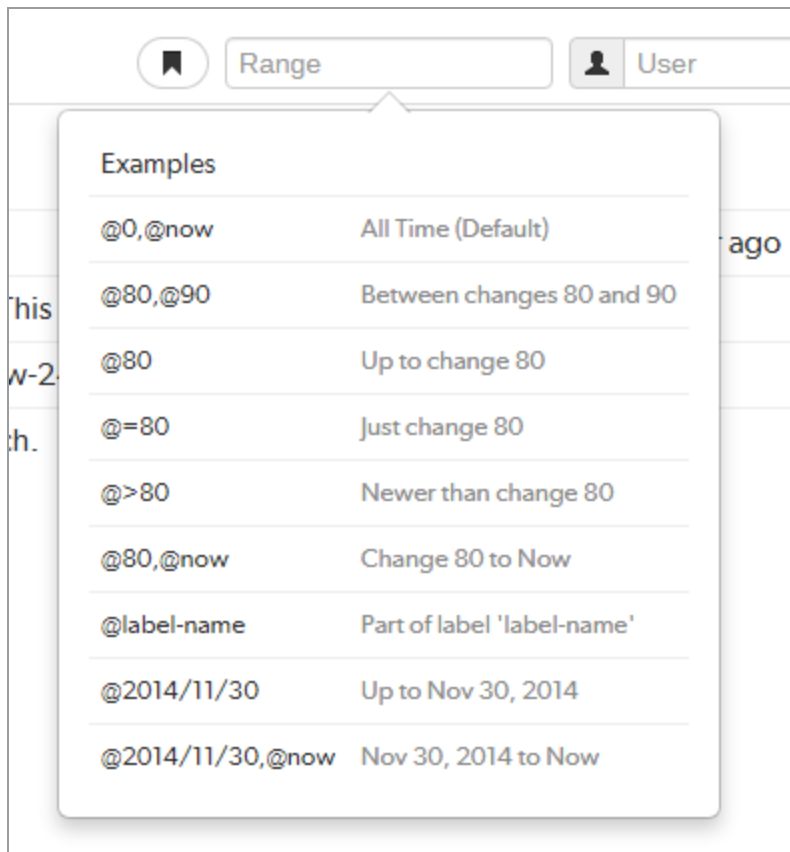 Range User
Examples
@0,@now All Time (Default)
ago
@80,@90 Between changes 80 and 90
This
@80 Up to change 80
w-2
@=80 Just change 80
ch.
@>80 Newer than change 80
@80,@now Change 80 to Now
@label-name Part of label 'label-name'
@2014/11/30 Up to Nov 30, 2014
@2014/11/30,@now Nov 30, 2014 to Now